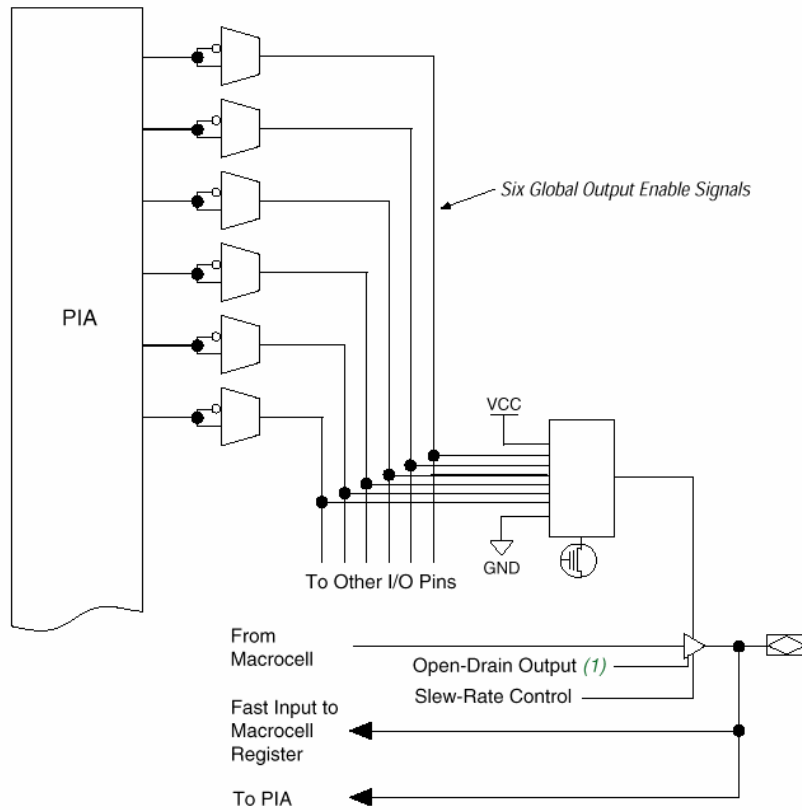 PIA
Six Global Output Enable Signals
VCC
GND
To Other I/O Pins
From
Macrocell
Open-Drain Output (1)
Slew-Rate Control
Fast Input to
Macrocell
Register
To PIA